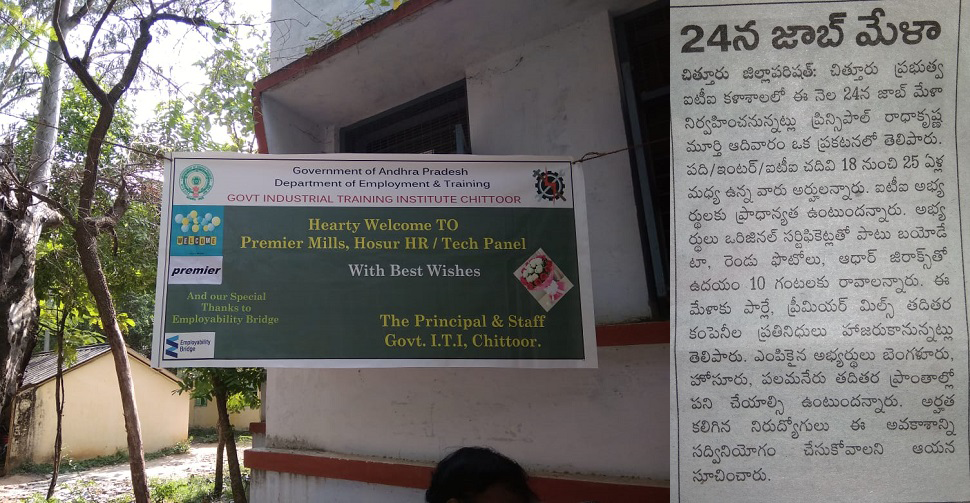 Government of Andhra Pradesh
Department of Employment & Training
GOVT INDUSTRIAL TRAINING INSTITUTE CHITTOOR
WELCOME
Hearty Welcome TO
Premier Mills, Hosur HR / Tech Panel
premier
With Best Wishes
And our Special
Thanks to
Employability Bridge
The Principal & Staff
Govt. I.T.I, Chittoor.
Employability
Bridge
24న జాబ్ మేళా
చిత్తూరు జిల్లాపరిషత్: చిత్తూరు ప్రభుత్వ
ఐటీఐ కళాశాలలో ఈ నెల 24న జాబ్ మేళా
నిర్వహించనున్నట్లు ప్రిన్సిపాల్ రాధాకృష్ణ
మూర్తి ఆదివారం ఒక ప్రకటనలో తెలిపారు.
పది/ఇంటర్/ఐటీఐ చదివి 18 నుంచి 25 ఏళ్ల
మధ్య ఉన్న వారు అర్హులన్నారు. ఐటీఐ అభ్య
ర్థులకు ప్రాధాన్యత ఉంటుందన్నారు. అభ్య
ర్థులు ఒరిజినల్ సర్టిఫికెట్లతో పాటు బయోడే
టా, రెండు ఫొటోలు, ఆధార్ జిరాక్స్‌తో
ఉదయం 10 గంటలకు రావాలన్నారు. ఈ
మేళాకు పార్లే, ప్రీమియర్ మిల్స్ తదితర
కంపెనీల ప్రతినిధులు హాజరుకానున్నట్లు
తెలిపారు. ఎంపికైన అభ్యర్థులు బెంగళూరు,
హోసూరు, పలమనేరు తదితర ప్రాంతాల్లో
పని చేయాల్సి ఉంటుందన్నారు. అర్హత
కలిగిన నిరుద్యోగులు ఈ అవకాశాన్ని
సద్వినియోగం చేసుకోవాలని ఆయన
సూచించారు.